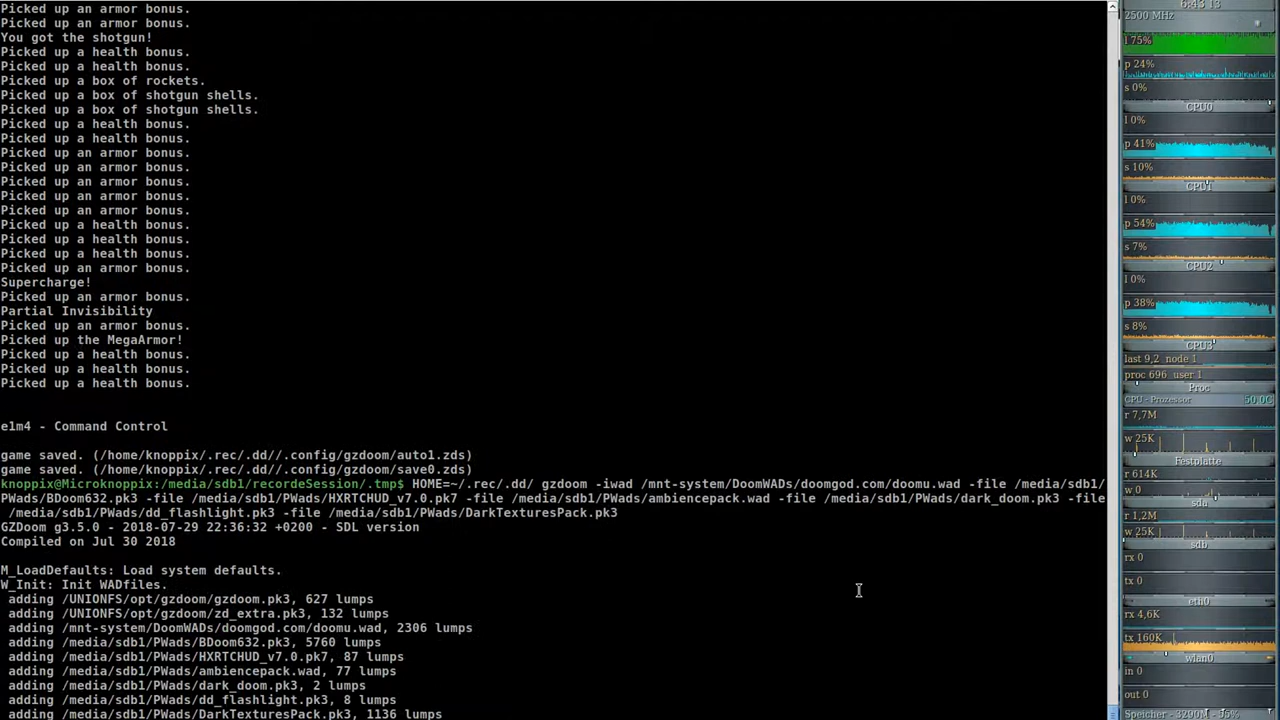 Picked up an armor bonus.
Picked up an armor bonus.
You got the shotgun!
Picked up a health bonus.
Picked up a health bonus.
Picked up a box of rockets.
Picked up a box of shotgun shells.
Picked up a box of shotgun shells.
Picked up a health bonus.
Picked up a health bonus.
Picked up an armor bonus.
Picked up an armor bonus.
Picked up an armor bonus.
Picked up an armor bonus.
Picked up an armor bonus.
Picked up a health bonus.
Picked up a health bonus.
Picked up a health bonus.
Picked up an armor bonus.
Supercharge!
Picked up an armor bonus.
Partial Invisibility
Picked up an armor bonus.
Picked up the MegaArmor!
Picked up a health bonus.
Picked up a health bonus.
Picked up a health bonus.
e1m4 - Command Control
game saved. (/home/knoppix/.rec/.dd//.config/gzdoom/auto1.zds)
game saved. (/home/knoppix/.rec/.dd//.config/gzdoom/save0.zds)
knoppix@Microknoppix:/media/sdb1/recordeSession/.tmp$ HOME=~/.rec/.dd/ gzdoom -iwad /mnt-system/DoomWADs/doomgod.com/doomu.wad -file /media/sdb1/
PWads/BDoom632.pk3 -file /media/sdb1/PWads/HXRTCHUD_v7.0.pk7 -file /media/sdb1/PWads/ambiencepack.wad -file /media/sdb1/PWads/dark_doom.pk3 -file
/media/sdb1/PWads/dd_flashlight.pk3 -file /media/sdb1/PWads/DarkTexturesPack.pk3
GZDoom g3.5.0 - 2018-07-29 22:36:32 +0200 - SDL version
Compiled on Jul 30 2018
M_LoadDefaults: Load system defaults.
W_Init: Init WADfiles.
adding /UNIONFS/opt/gzdoom/gzdoom.pk3, 627 lumps
adding /UNIONFS/opt/gzdoom/zd_extra.pk3, 132 lumps
adding /mnt-system/DoomWADs/doomgod.com/doomu.wad, 2306 lumps
adding /media/sdb1/PWads/BDoom632.pk3, 5760 lumps
adding /media/sdb1/PWads/HXRTCHUD_v7.0.pk7, 87 lumps
adding /media/sdb1/PWads/ambiencepack.wad, 77 lumps
adding /media/sdb1/PWads/dark_doom.pk3, 2 lumps
adding /media/sdb1/PWads/dd_flashlight.pk3, 8 lumps
adding /media/sdb1/PWads/DarkTexturesPack.pk3, 1136 lumps
6:43 13
2500 MHz
l 75%
p 24%
s 0%
CPU0
l 0%
p 41%
s 10%
CPU1
l 0%
p 54%
s 7%
CPU2
l 0%
p 38%
s 8%
CPU3
last 9,2 node 1
proc 696 user 1
Proc
CPU - Prozessor 50,0C
r 7,7M
w 25K
Festplatte
r 614K
w 0
sda
r 1,2M
w 25K
sdb
rx 0
tx 0
eth0
rx 4,6K
tx 160K
wlan0
in 0
out 0
Speicher - 3200M - 55%